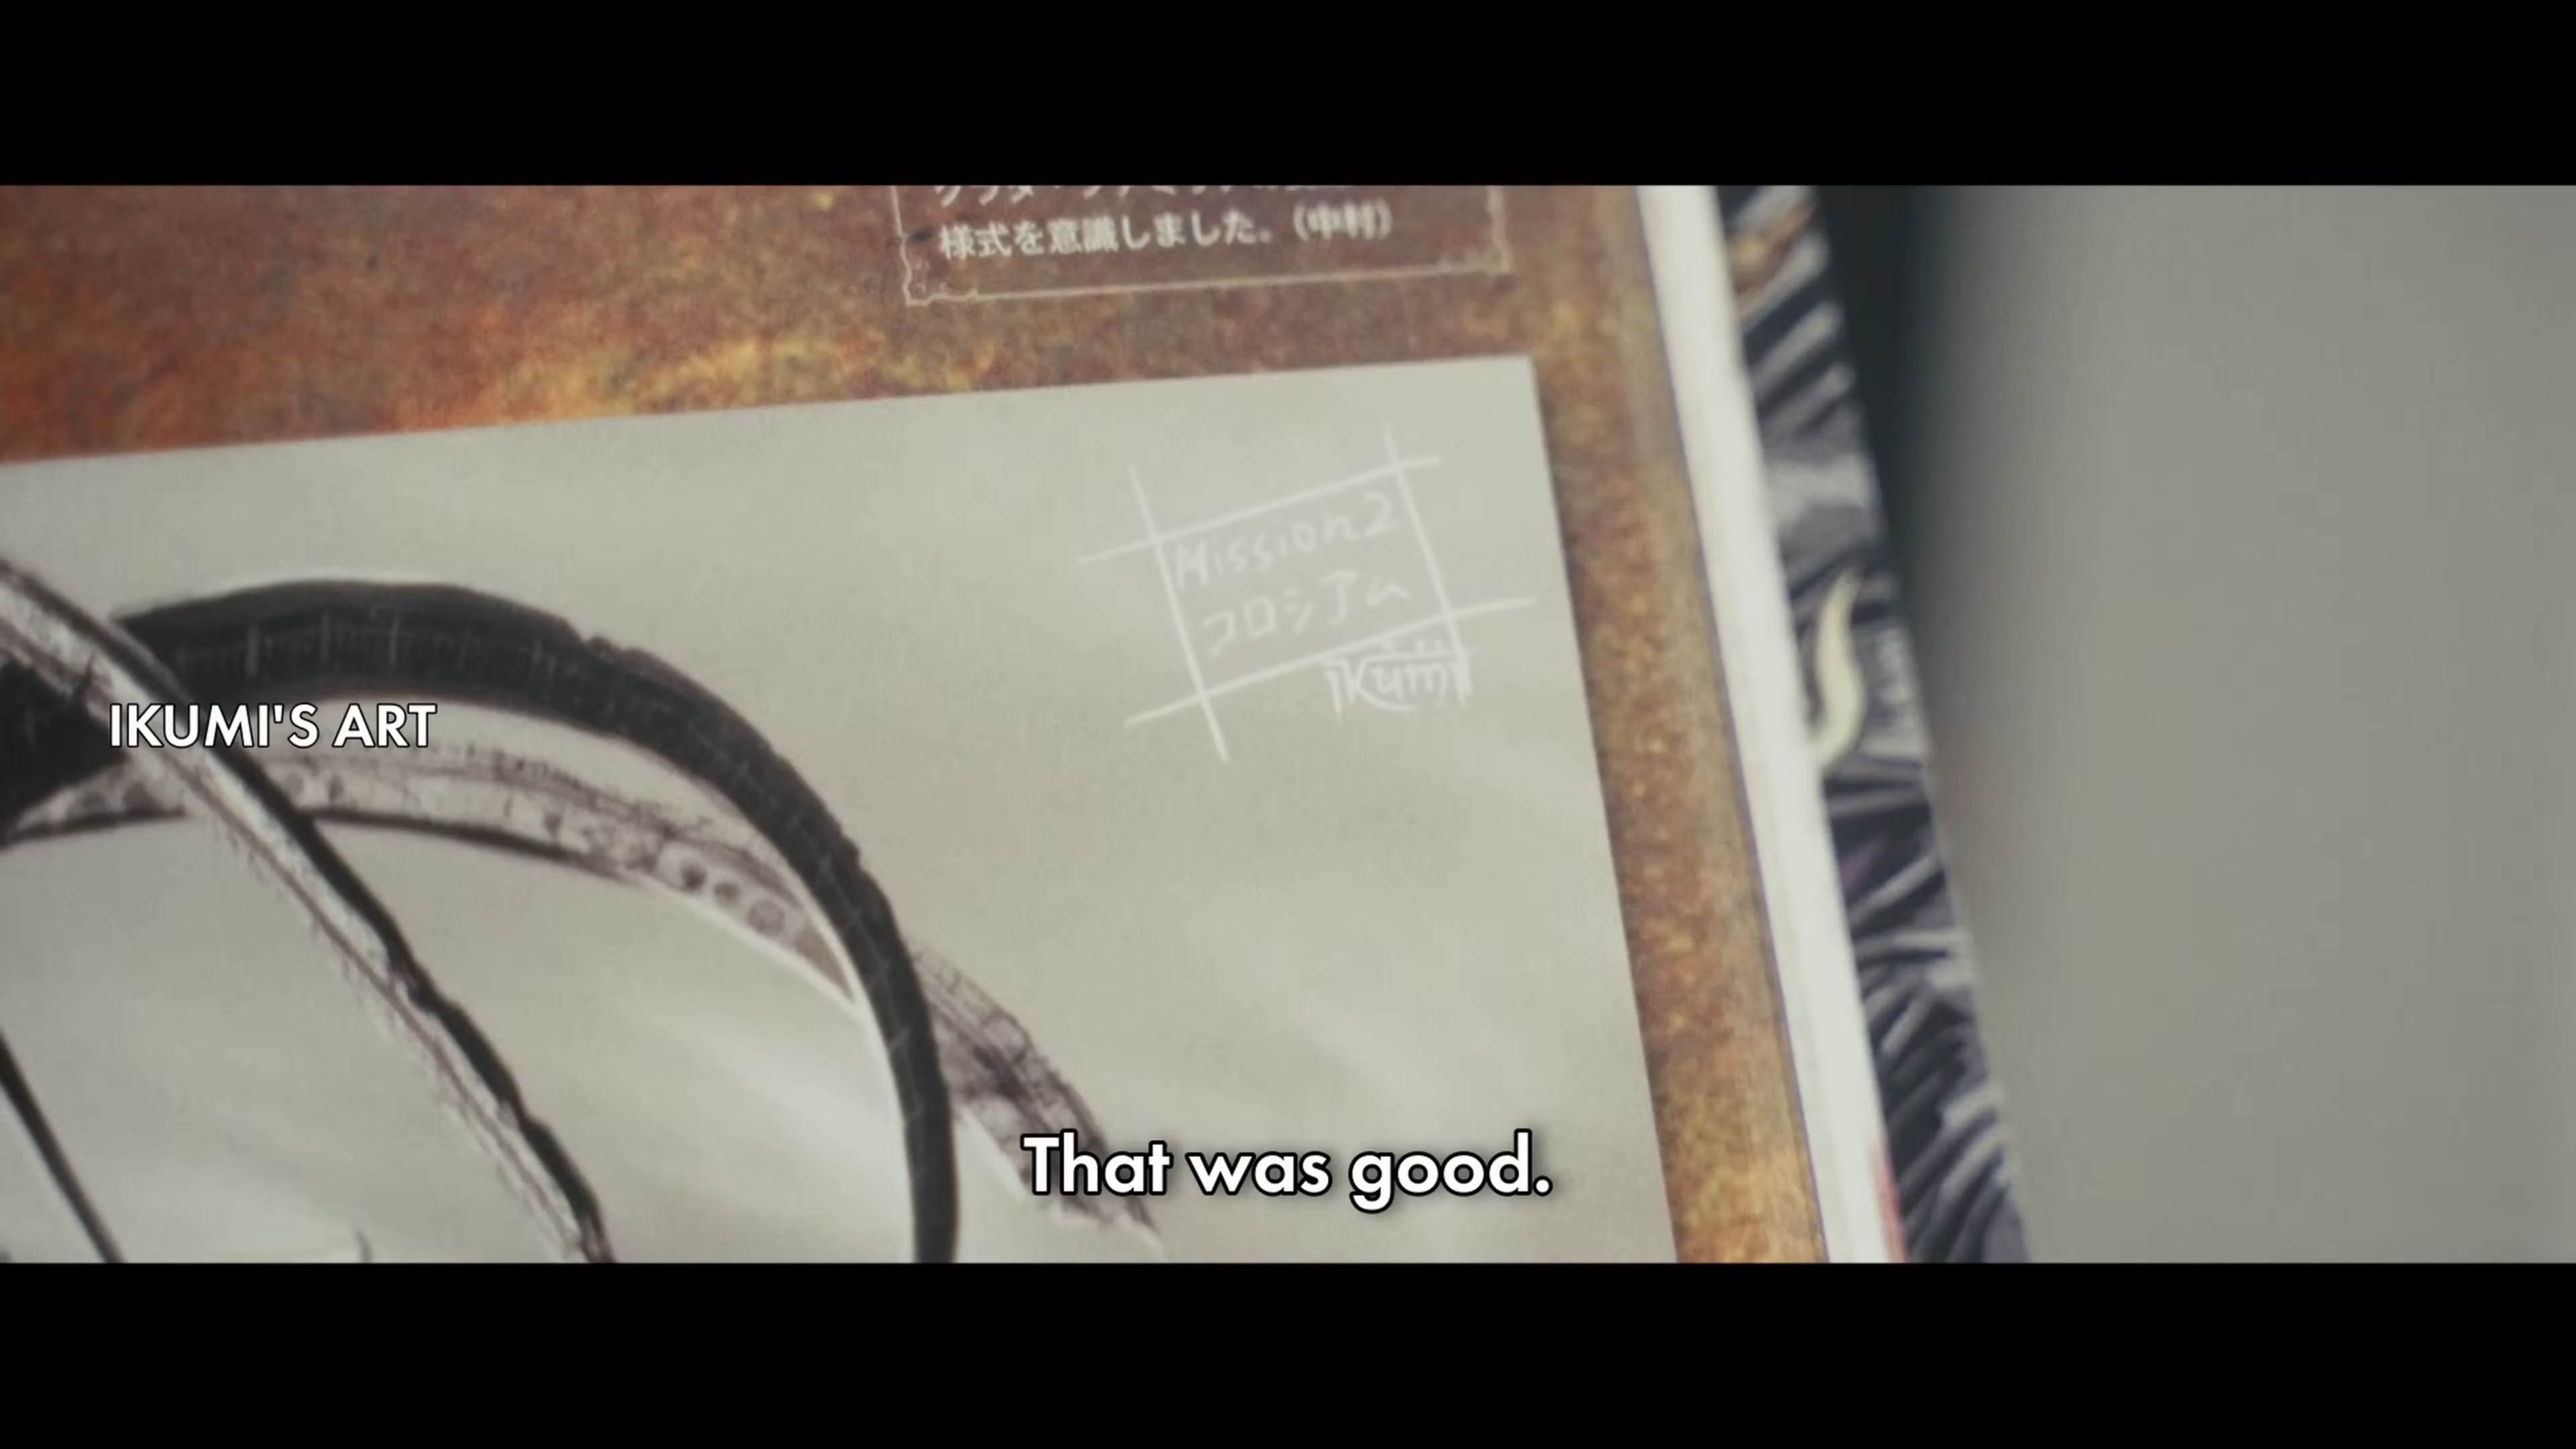 様式を意識しました。(中村)
Mission2
コロシアム
ikumi
IKUMI'S ART
That was good.